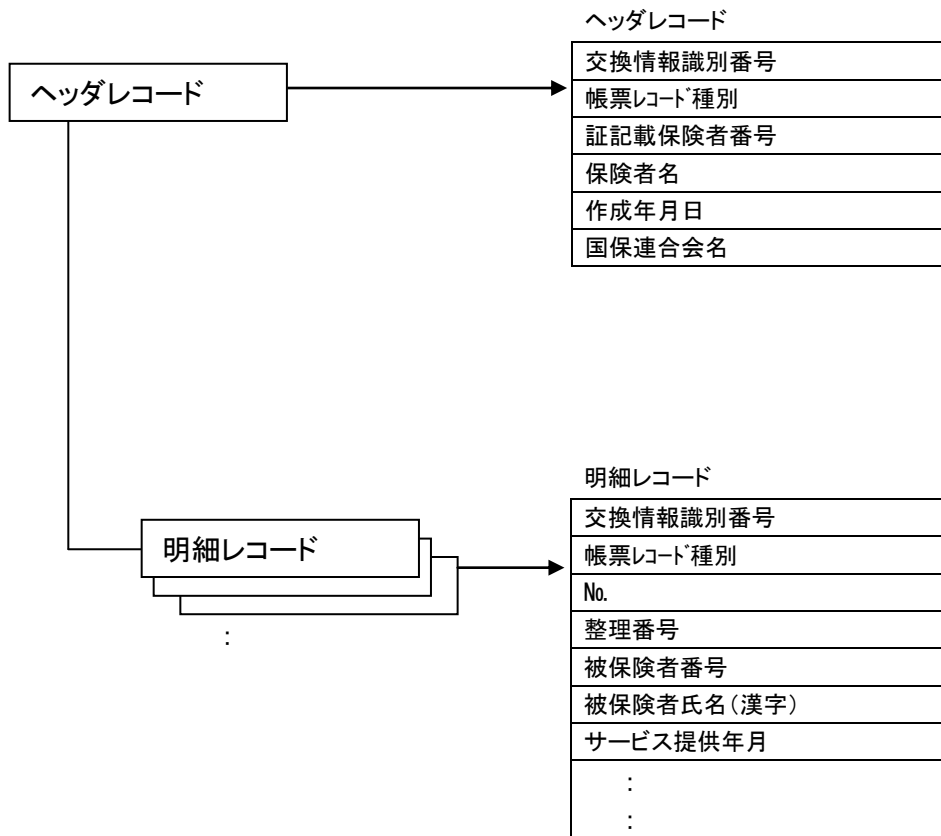 ヘッダレコード
ヘッダレコード
交換情報識別番号
帳票ﾚｺｰﾄﾞ種別
証記載保険者番号
保険者名
作成年月日
国保連合会名
明細レコード
：
明細レコード
交換情報識別番号
帳票ﾚｺｰﾄﾞ種別
№
整理番号
被保険者番号
被保険者氏名（漢字）
サービス提供年月
：
：